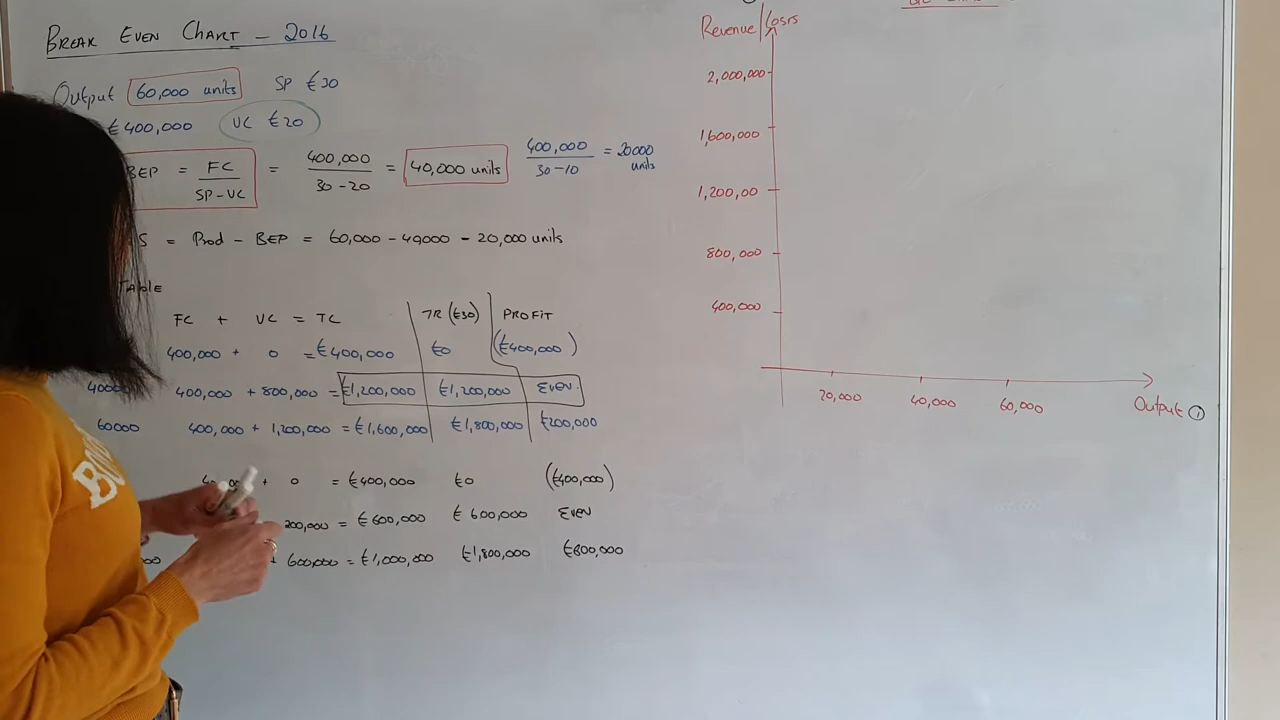 BREAK EVEN CHART - 2016
Output 60,000 units SP €30
€400,000 VC €20
BEP = FC / SP-VC = 400,000 / 30-20 = 40,000 units 400,000 / 30-10 = 20000 units
S = Prod - BEP = 60,000 - 40000 - 20,000 units
TABLE
FC + VC = TC TR (€30) PROFIT
400,000 + 0 = €400,000 €0 (€400,000)
40000 400,000 + 800,000 = €1,200,000 €1,200,000 EVEN.
60000 400,000 + 1,200,000 = €1,600,000 €1,800,000 €200,000
+ 0 = €400,000 €0 (€400,000)
200,000 = €600,000 €600,000 EVEN
+ 600,000 = €1,000,000 €1,800,000 €800,000
Revenue/Costs
2,000,000
1,600,000
1,200,00
800,000
400,000
20,000 40,000 60,000
Output ①